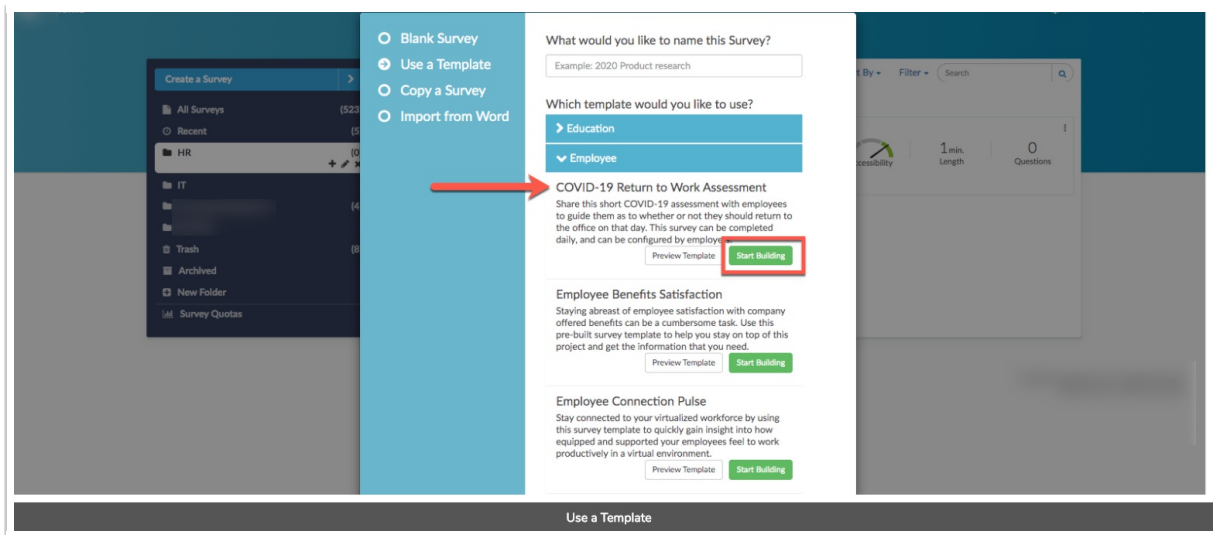 Create a Survey
All Surveys
(523
Recent
(5
HR
(0
IT
(4
Trash
(8
Archived
New Folder
Survey Quotas
Blank Survey
Use a Template
Copy a Survey
Import from Word
What would you like to name this Survey?
Example: 2020 Product research
Which template would you like to use?
Education
Employee
COVID-19 Return to Work Assessment
Share this short COVID-19 assessment with employees
to guide them as to whether or not they should return to
the office on that day. This survey can be completed
daily, and can be configured by
Preview Template
Start Building
Employee Benefits Satisfaction
Staying abreast of employee satisfaction with company
offered benefits can be a cumbersome task. Use this
pre-built survey template to help you stay on top of this
project and get the information that you need.
Preview Template
Start Building
Employee Connection Pulse
Stay connected to your virtualized workforce by using
this survey template to quickly gain insight into how
equipped and supported your employees feel to work
productively in a virtual environment.
Preview Template
Start Building
t By
Filter
Search
cessibility
1 min.
Length
0
Questions
Use a Template